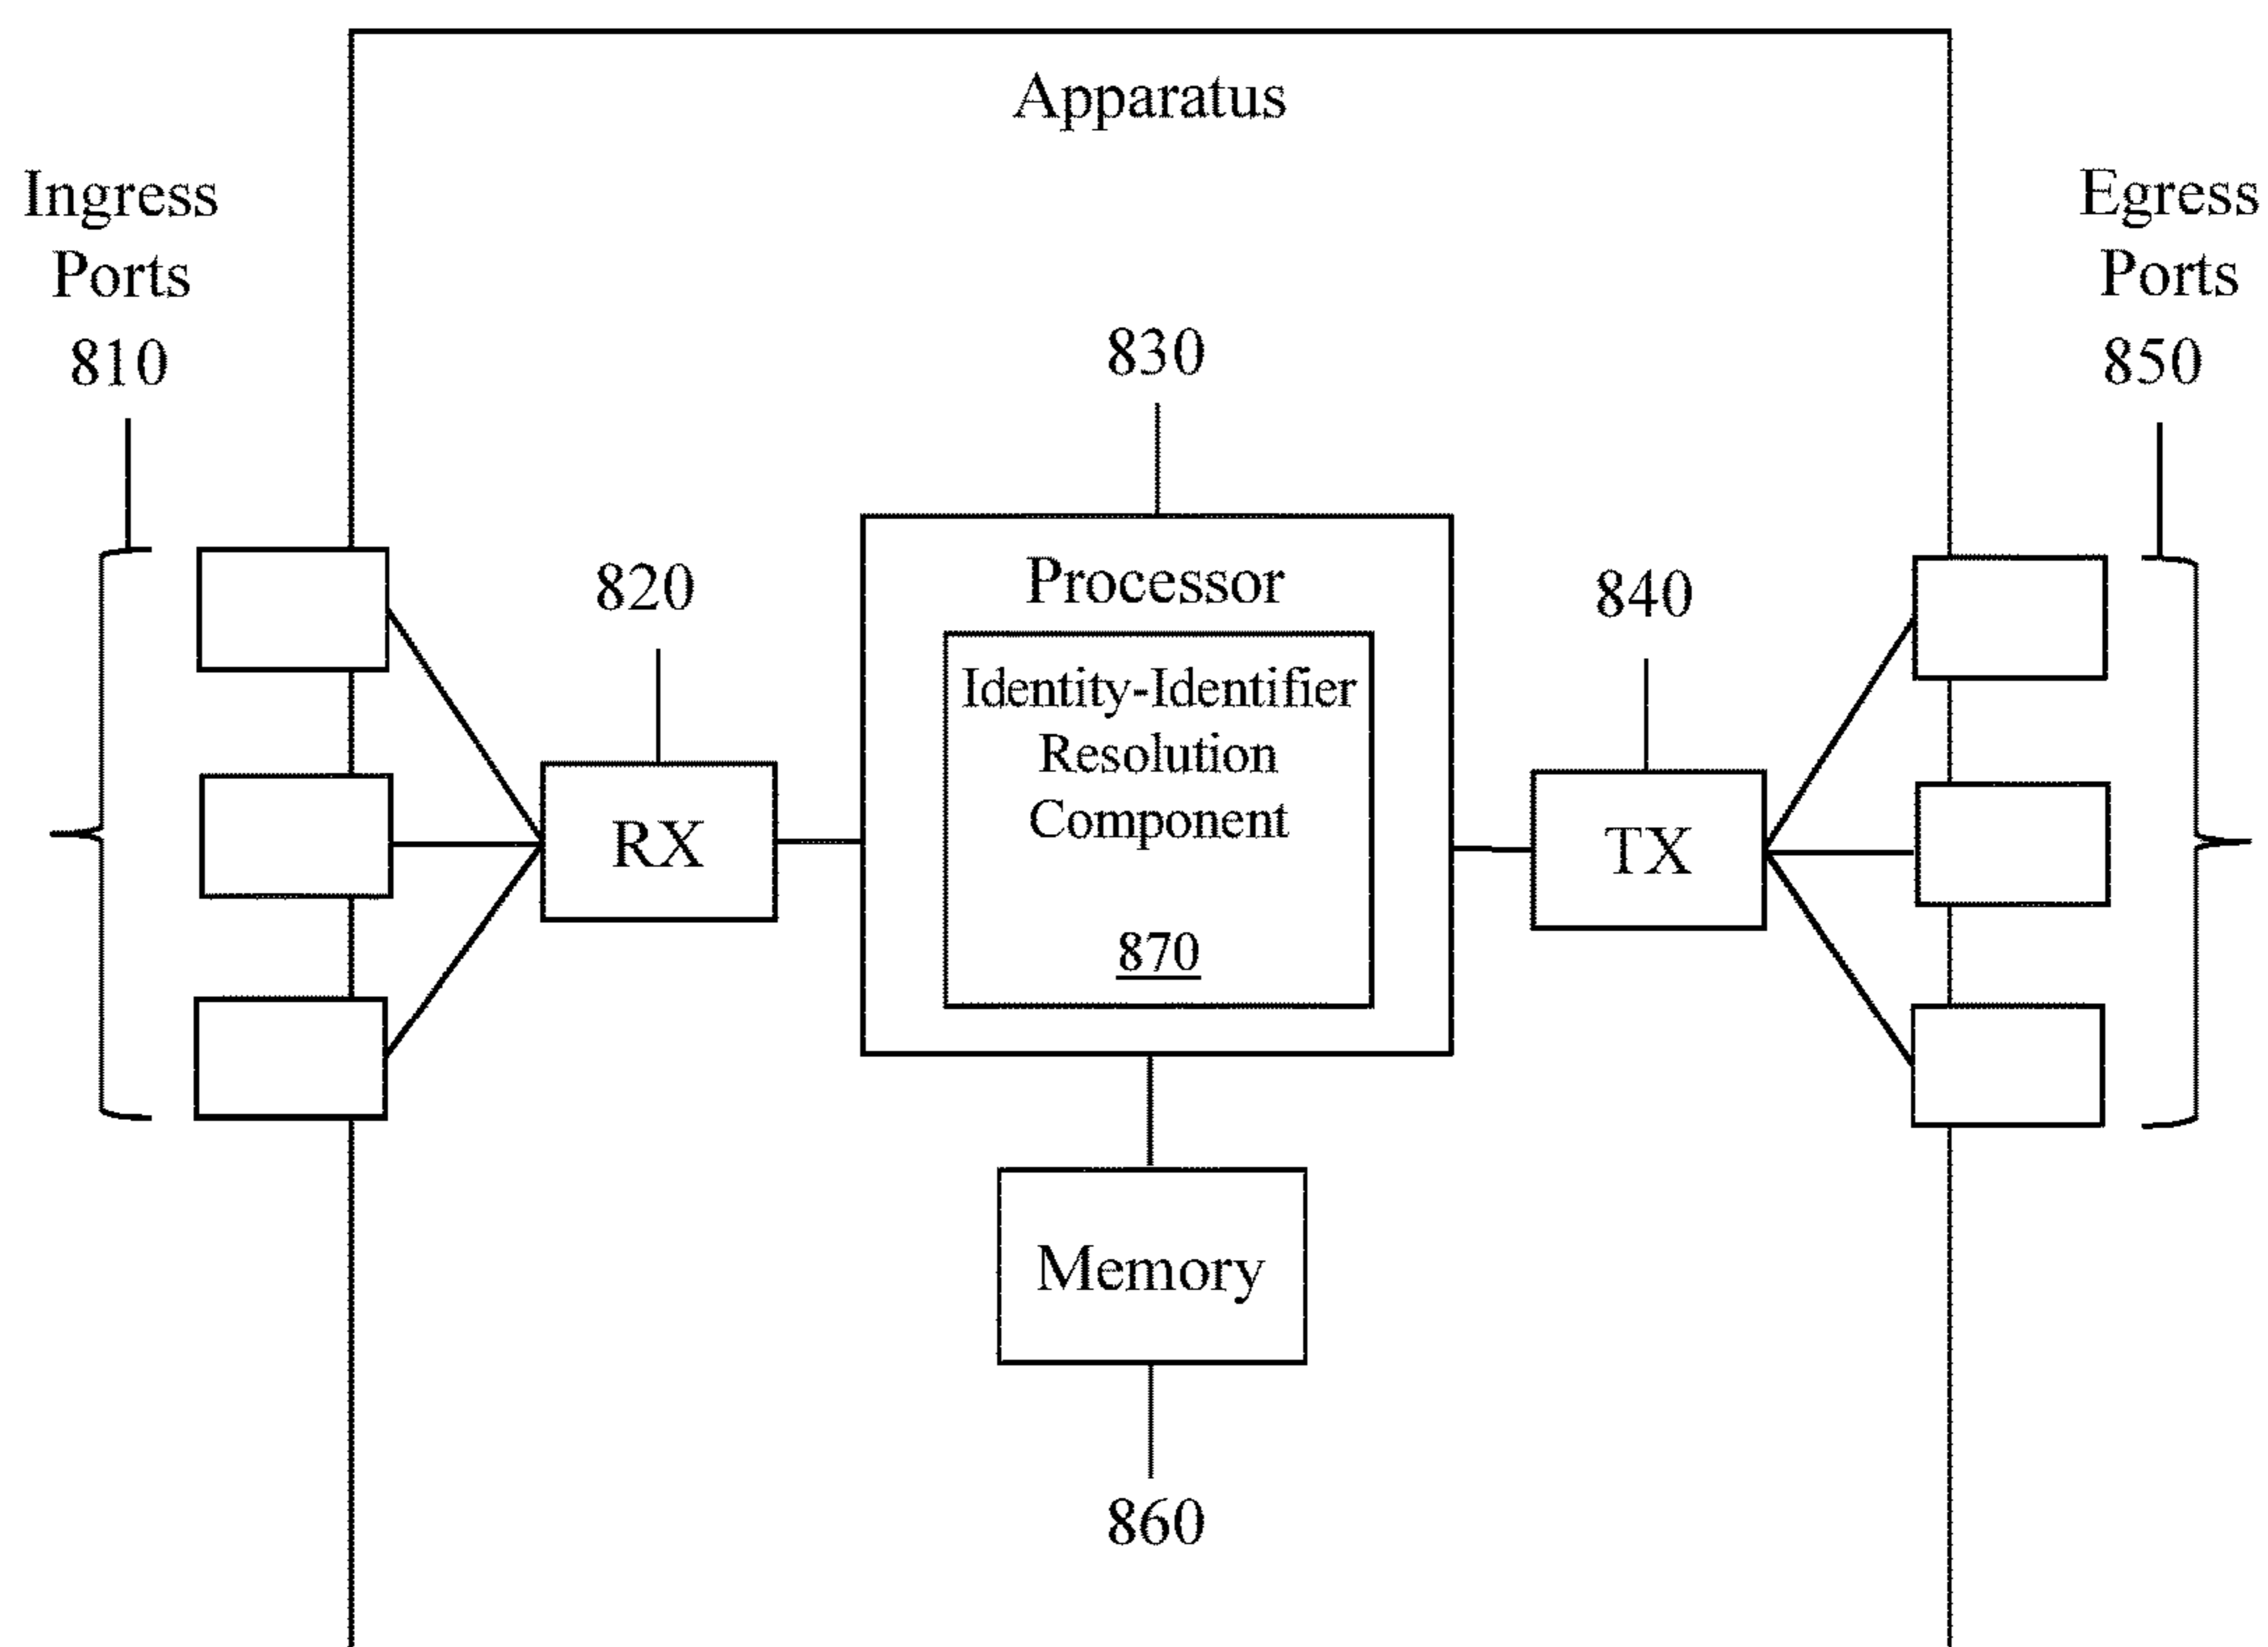 Apparatus
Ingress
Ports
810
Egress
Ports
850
830
820
Processor
840
Identity-Identifier
Resolution
Component
870
RX
TX
Memory
860